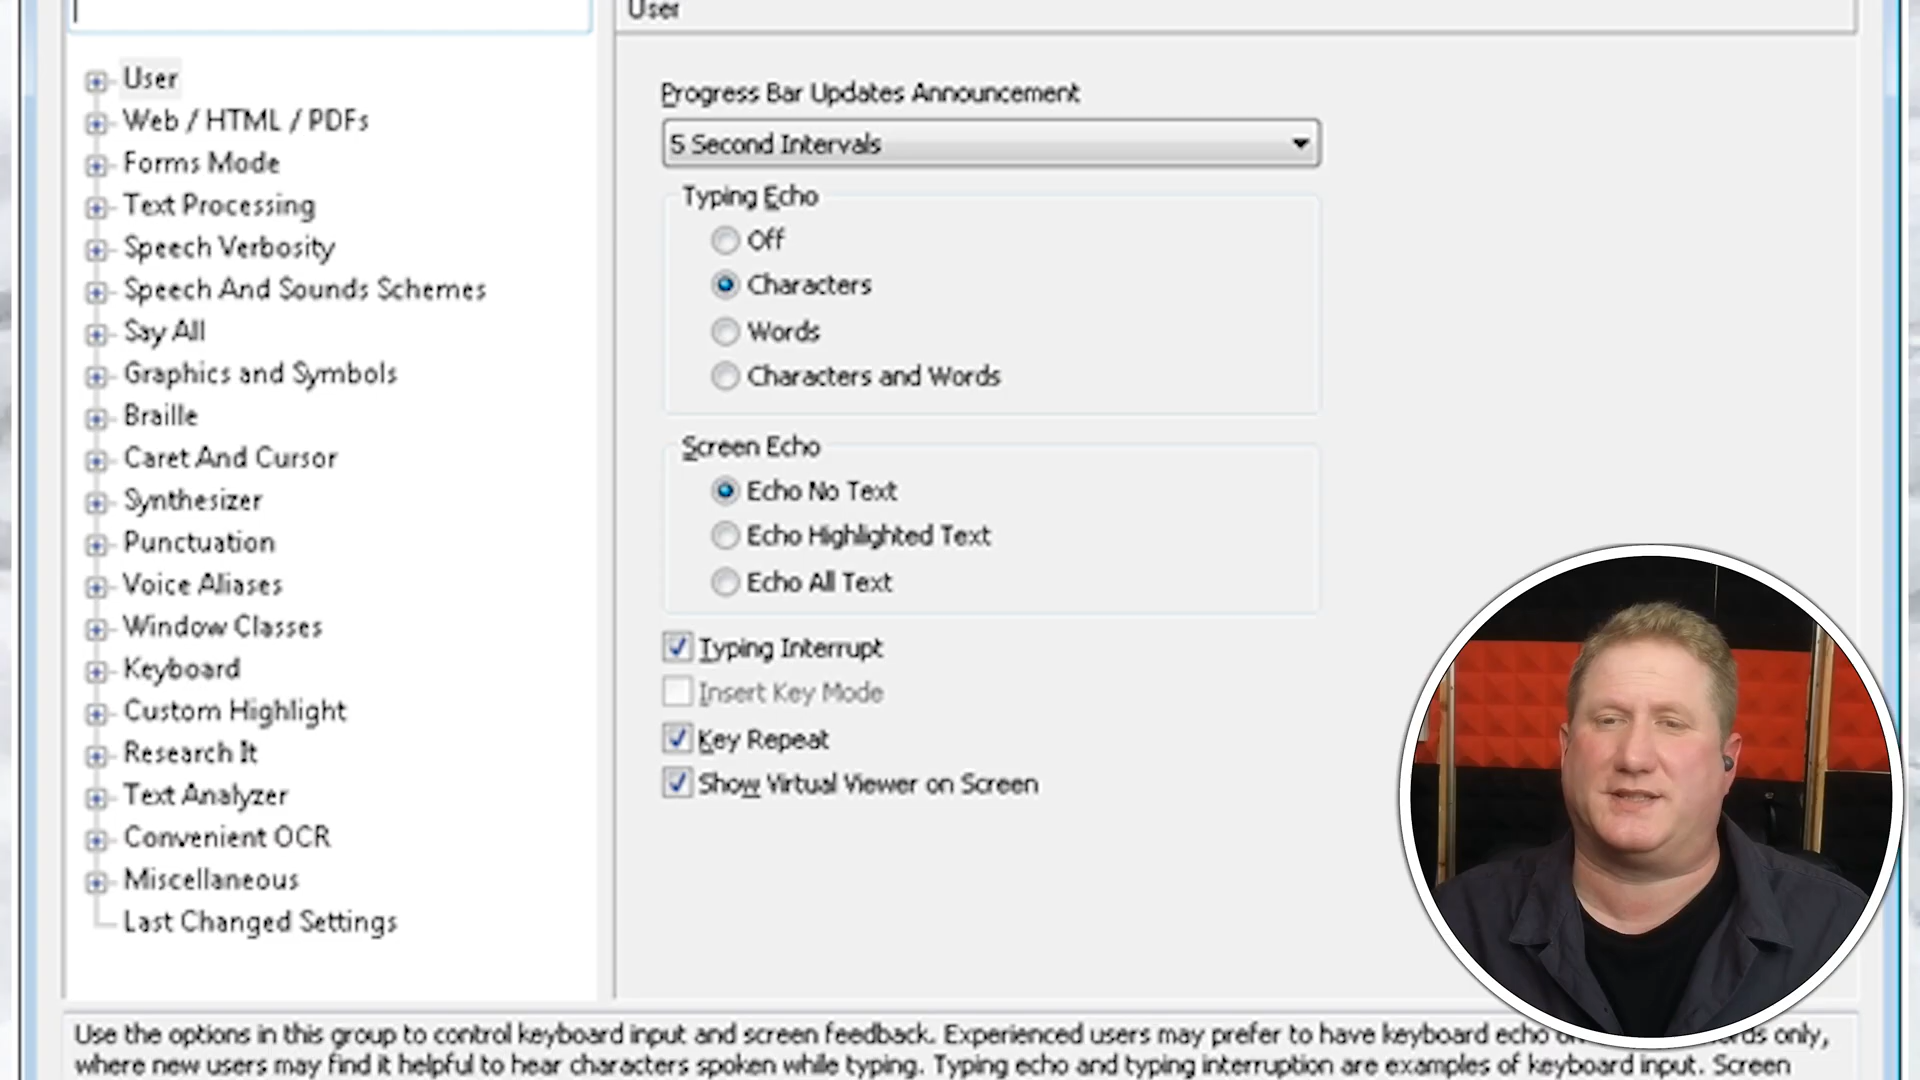 User
User
Web / HTML / PDFs
Forms Mode
Text Processing
Speech Verbosity
Speech And Sounds Schemes
Say All
Graphics and Symbols
Braille
Caret And Cursor
Synthesizer
Punctuation
Voice Aliases
Window Classes
Keyboard
Custom Highlight
Research It
Text Analyzer
Convenient OCR
Miscellaneous
Last Changed Settings
Progress Bar Updates Announcement
5 Second Intervals
Typing Echo
Off
Characters
Words
Characters and Words
Screen Echo
Echo No Text
Echo Highlighted Text
Echo All Text
Typing Interrupt
Insert Key Mode
Key Repeat
Show Virtual Viewer on Screen
Use the options in this group to control keyboard input and screen feedback. Experienced users may prefer to have keyboard echo only,
where new users may find it helpful to hear characters spoken while typing. Typing echo and typing interruption are examples of keyboard input. Screen